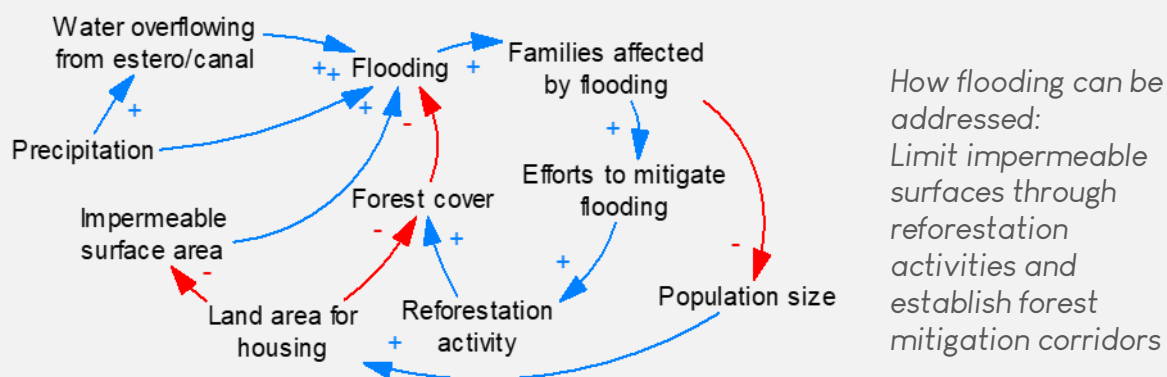 Water overflowing
from estero/canal
+
+
Flooding
+
Families affected
by flooding
+
Precipitation
+
-
+
Efforts to mitigate
flooding
Impermeable
surface area
Forest cover
-
+
-
Land area for
housing
+
Reforestation
activity
+
-
Population size
How flooding can be
addressed:
Limit impermeable
surfaces through
reforestation
activities and
establish forest
mitigation corridors